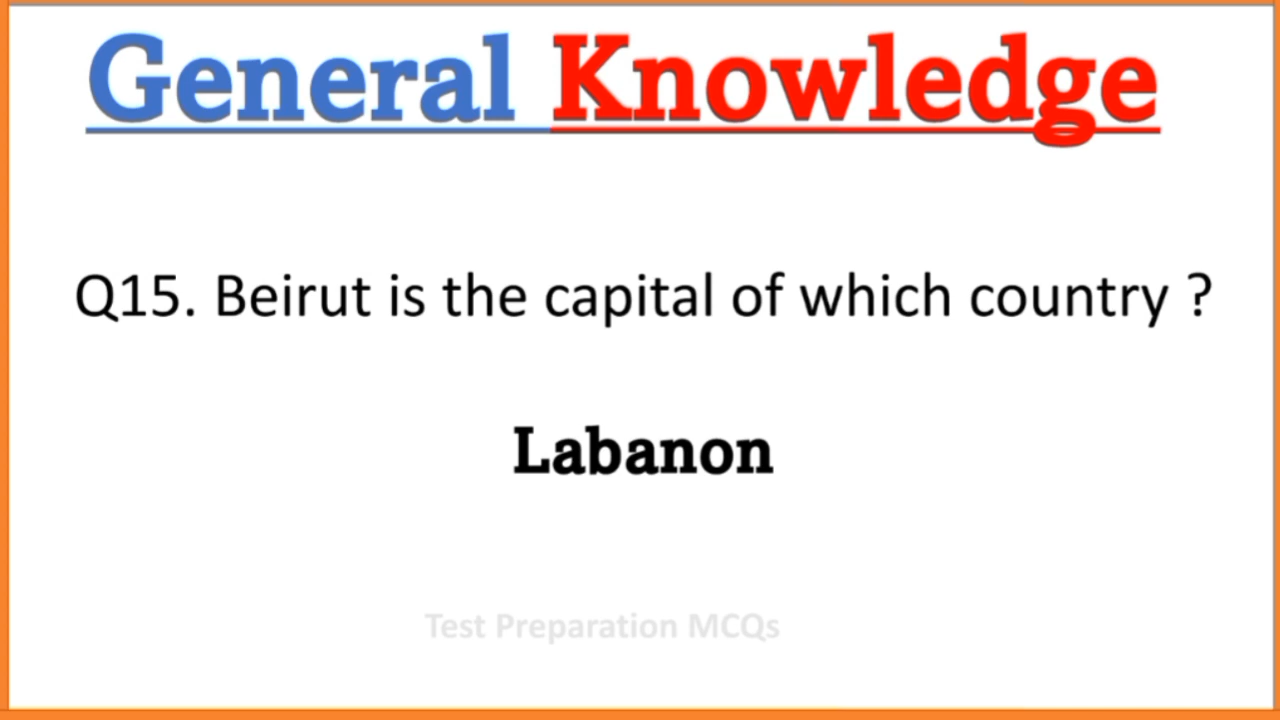 General Knowledge
Q15. Beirut is the capital of which country ?
Labanon
Test Preparation MCQs